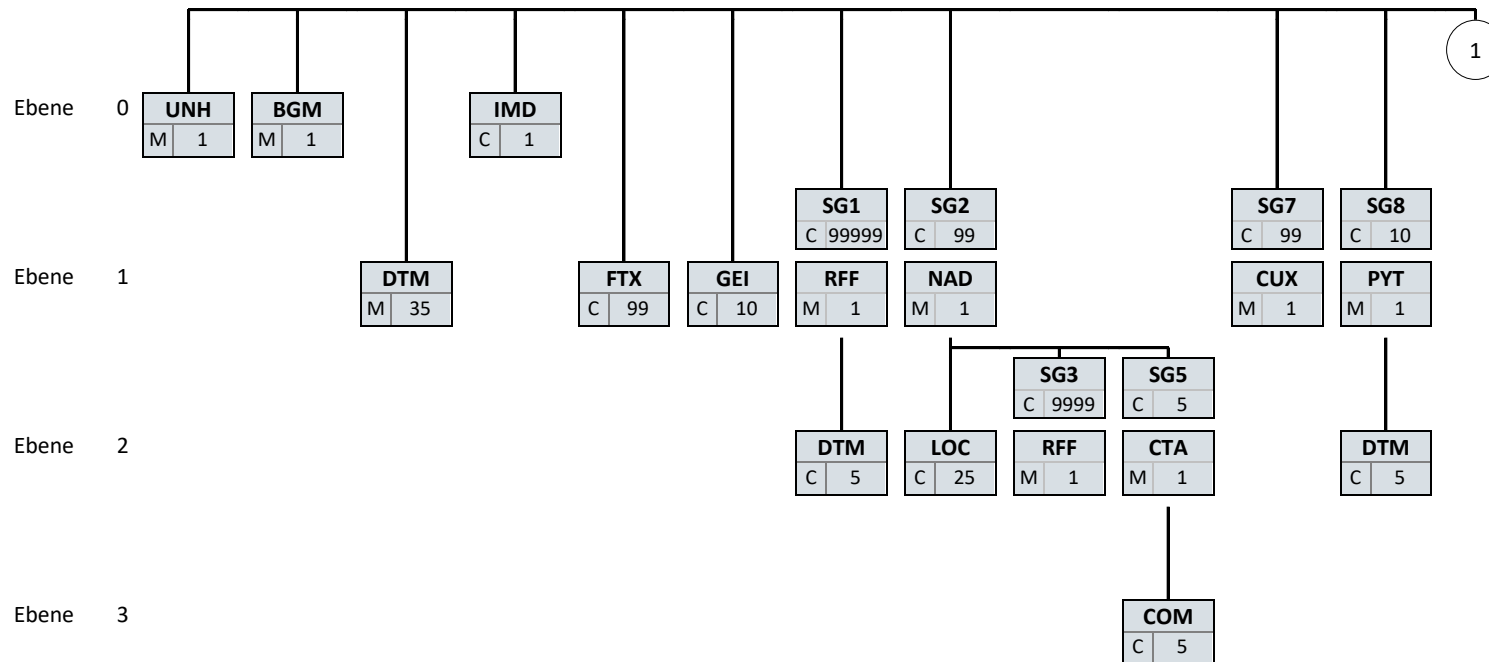 1
Ebene 0 UNH BGM IMD
M 1 M 1 C 1
SG1 SG2 SG7 SG8
C 99999 C 99 C 99 C 10
Ebene 1 DTM FTX GEI RFF NAD CUX PYT
M 35 C 99 C 10 M 1 M 1 M 1 M 1
SG3 SG5
C 9999 C 5
Ebene 2 DTM LOC RFF CTA DTM
C 5 C 25 M 1 M 1 C 5
Ebene 3 COM
C 5